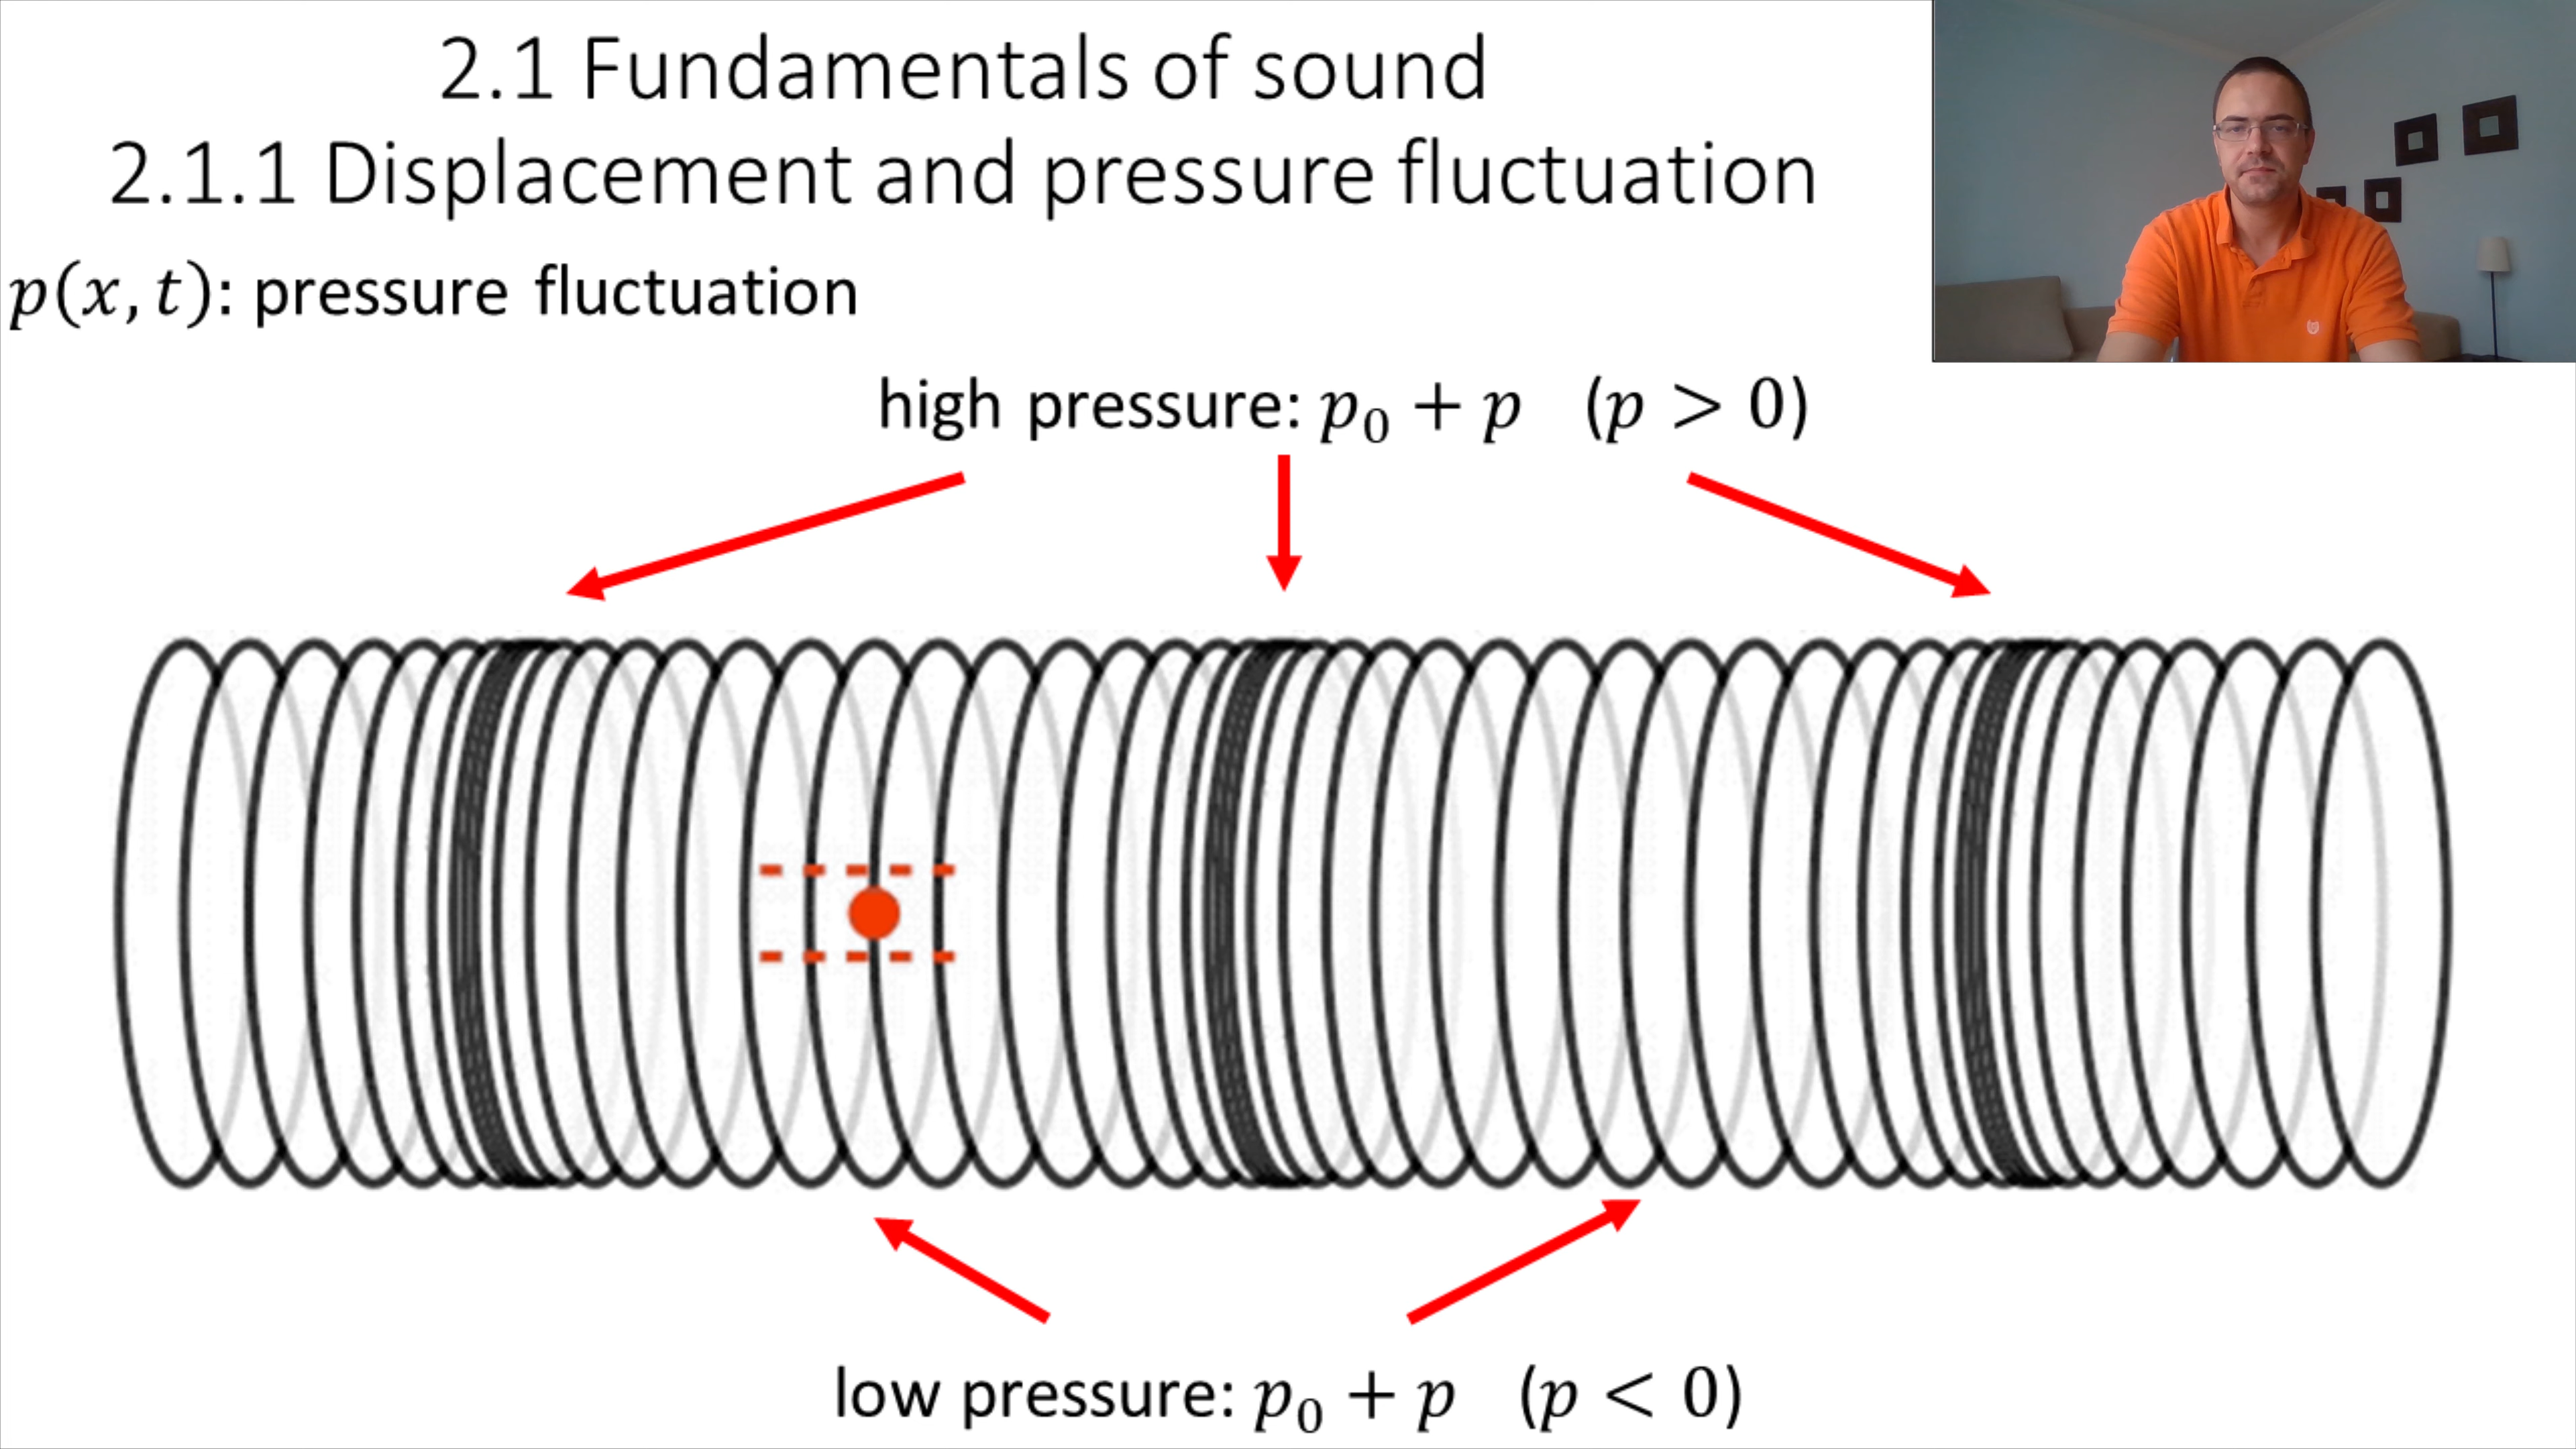 2.1 Fundamentals of sound
2.1.1 Displacement and pressure fluctuation
p(x, t): pressure fluctuation
high pressure: p₀ + p (p > 0)
low pressure: p₀ + p (p < 0)